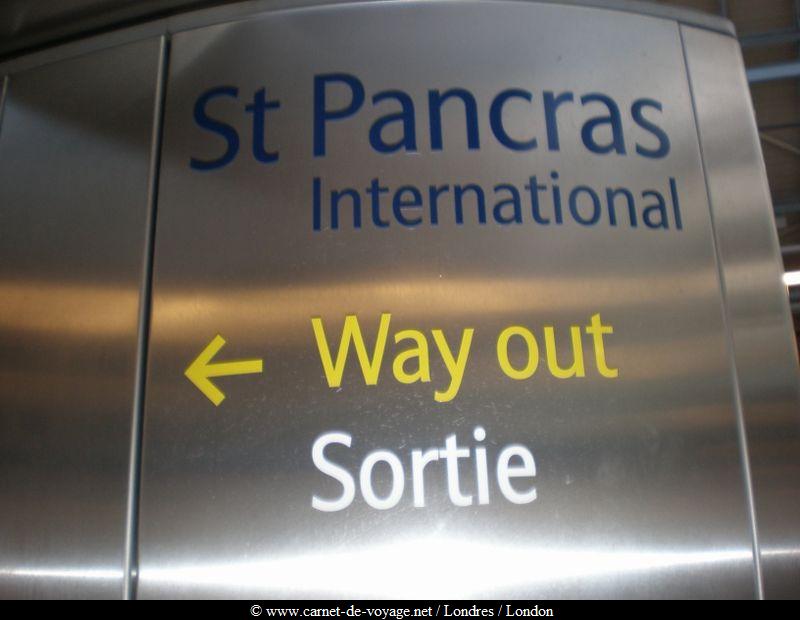 St Pancras
International
← Way out
Sortie
© www.carnet-de-voyage.net / Londres / London